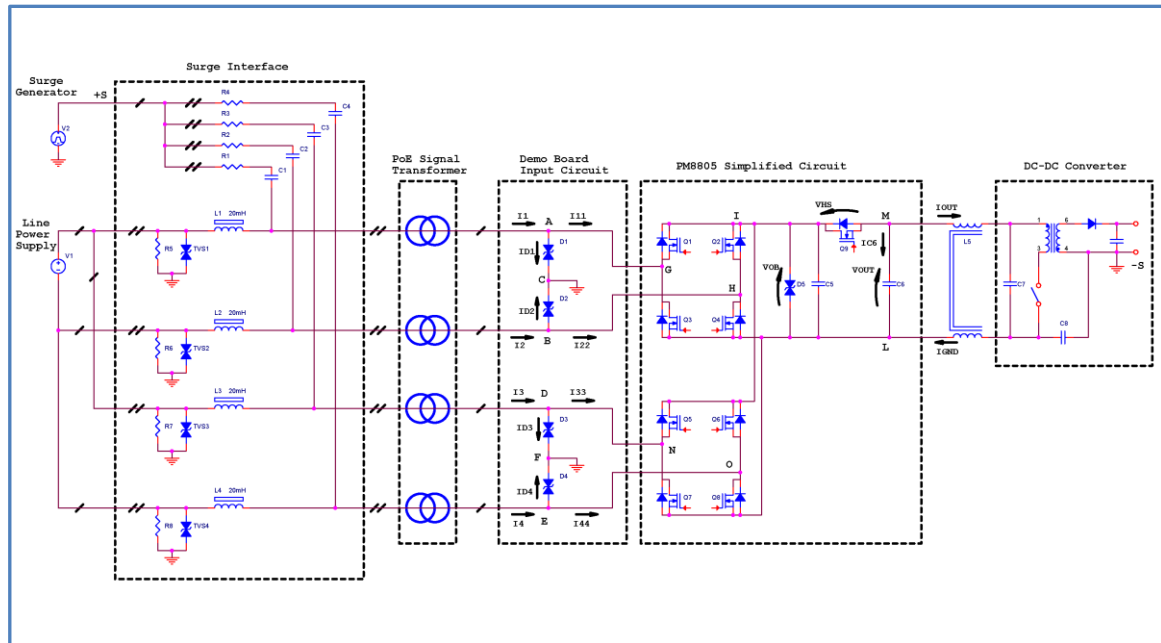 Surge Interface
Surge
Generator
+S
V2
R4
C4
R3
C3
R2
C2
R1
C1
PoE Signal
Transformer
Demo Board
Input Circuit
PM8805 Simplified Circuit
DC-DC Converter
Line
Power
Supply
V1
L1 20mH
R5
TVS1
I1
A
I11
D1
ID1
C
D2
ID2
I2
B
I22
L2 20mH
R6
TVS2
I
Q1
Q2
G
H
Q3
Q4
VHS
Q9
M
IC6
VOB
D5
C5
VOUT
C6
L
IOUT
L5
IGND
C7
1
6
3
4
C8
-S
L3 20mH
R7
TVS3
I3
D
I33
D3
ID3
F
D4
ID4
I4
E
I44
Q5
Q6
N
O
Q7
Q8
L4 20mH
R8
TVS4